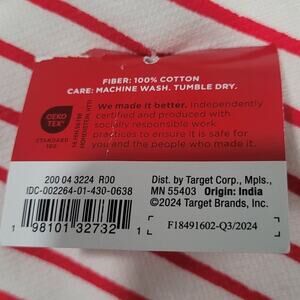 FIBER: 100% COTTON
CARE: MACHINE WASH. TUMBLE DRY.
OEKO
TEX®
STANDARD
100
HOHENSTEIN HTTI
We made it better. Independently
certified and produced with
socially responsible work
practices to ensure it is safe for
you and the people who made it.
200 04 3224 R00
IDC-002264-01-430-0638
1 98101 32732 1
Dist. by Target Corp., Mpls.,
MN 55403 Origin: India
©2024 Target Brands, Inc.
F18491602-Q3/2024